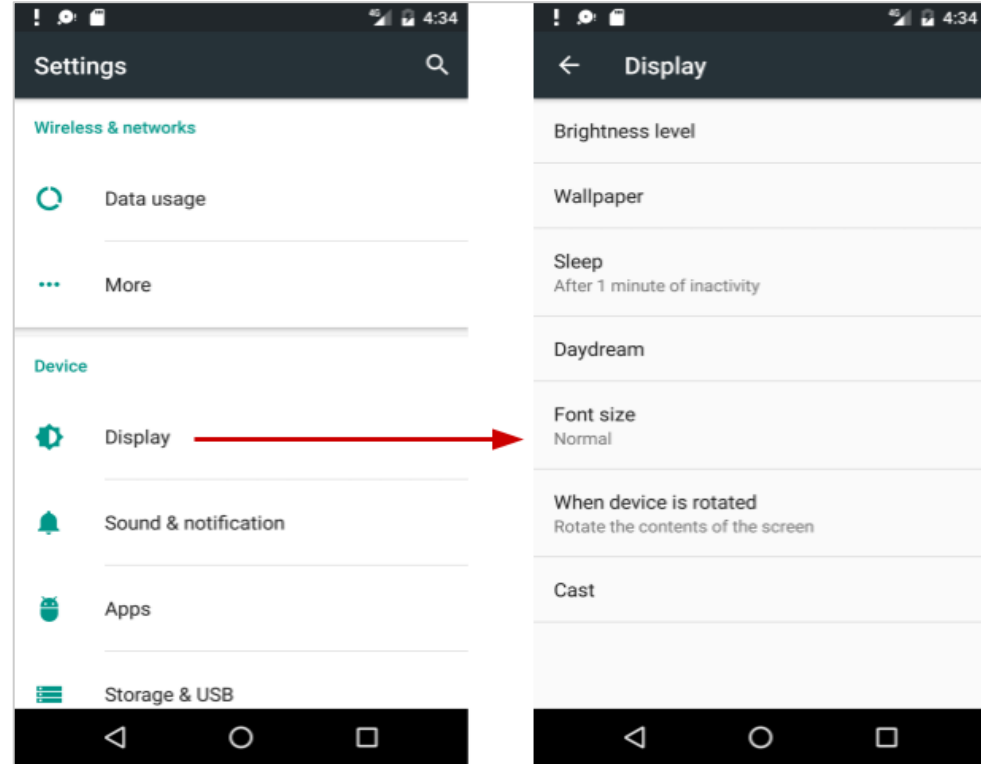 4G 4:34
Settings
Wireless & networks
Data usage
More
Device
Display
Sound & notification
Apps
Storage & USB
4G 4:34
Display
Brightness level
Wallpaper
Sleep
After 1 minute of inactivity
Daydream
Font size
Normal
When device is rotated
Rotate the contents of the screen
Cast